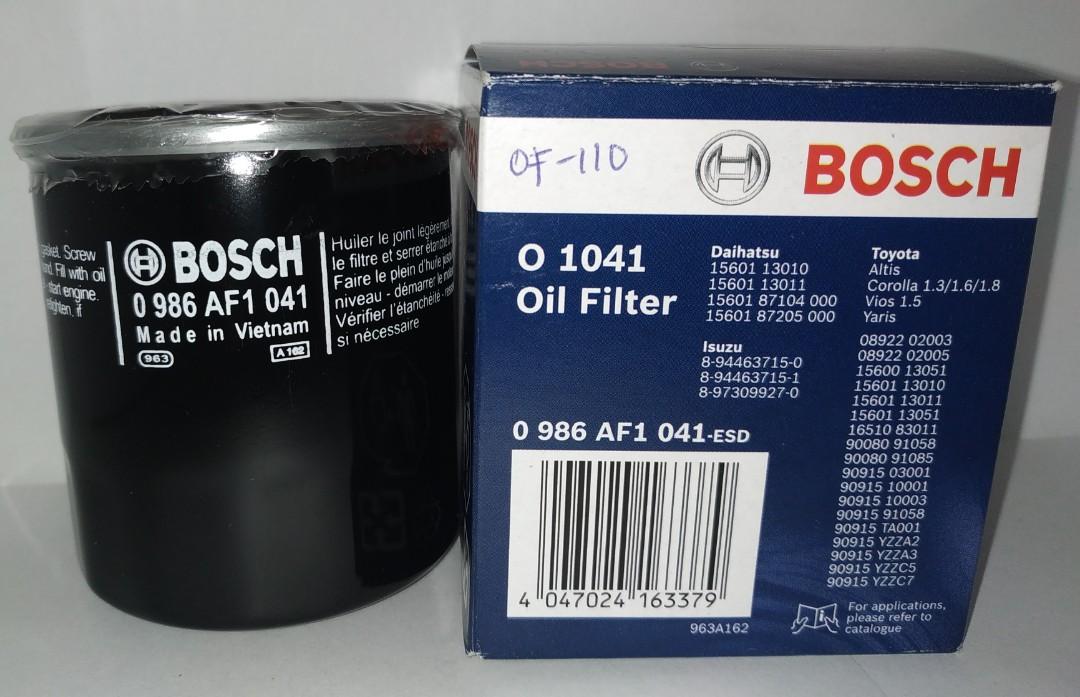 gasket. Screw
Fill with oil
start engine.
if
BOSCH
0 986 AF1 041
Made in Vietnam
963
A 162
Huiler le joint légèrement,
le filtre et serrer étanche
Faire le plein d'huile
niveau - démarrer le
Vérifier l'étanchéité -
si nécessaire
OF-110
BOSCH
O 1041
Oil Filter
Daihatsu
15601 13010
15601 13011
15601 87104 000
15601 87205 000
Isuzu
8-94463715-0
8-94463715-1
8-97309927-0
Toyota
Altis
Corolla 1.3/1.6/1.8
Vios 1.5
Yaris
08922 02003
08922 02005
15600 13051
15601 13010
15601 13011
15601 13051
16510 83011
90080 91058
90080 91085
90915 03001
90915 10001
90915 10003
90915 91058
90915 TA001
90915 YZZA2
90915 YZZA3
90915 YZZC5
90915 YZZC7
0 986 AF1 041-ESD
4 047024 163379
963A162
For applications,
please refer to
catalogue